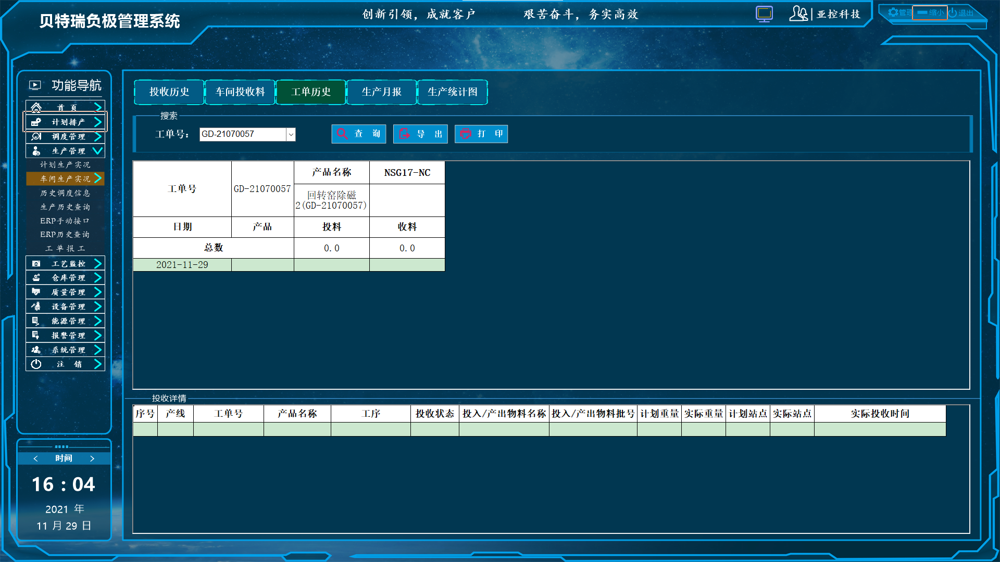 贝特瑞负极管理系统
创新引领，成就客户
艰苦奋斗，务实高效
亚控科技
管理
缩小
退出
功能导航
首 页
计划排产
调度管理
生产管理
计划生产实况
车间生产实况
历史调度信息
生产历史查询
ERP手动接口
ERP历史查询
工 单 报 工
工艺监控
仓库管理
质量管理
设备管理
能源管理
报警管理
系统管理
注 销
时间
16 : 04
2021 年
11 月 29 日
投收历史
车间投收料
工单历史
生产月报
生产统计图
搜索
工单号：
GD-21070057
查 询
导 出
打 印
工单号
GD-21070057
产品名称
NSG17-NC
回转窑除磁
2(GD-21070057)
日期
产品
投料
收料
总数
0.0
0.0
2021-11-29
投收详情
序号
产线
工单号
产品名称
工序
投收状态
投入/产出物料名称
投入/产出物料批号
计划重量
实际重量
计划站点
实际站点
实际投收时间